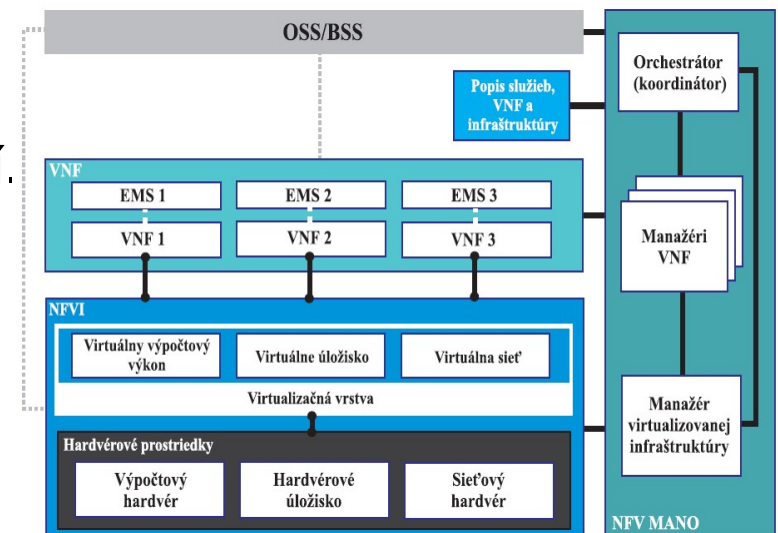 OSS/BSS
Orchestrátor
(koordinátor)
Popis služieb,
VNF a
infraštruktúry
VNF
EMS 1
EMS 2
EMS 3
VNF 1
VNF 2
VNF 3
Manažéri
VNF
NFVI
Virtuálny výpočtový
výkon
Virtuálne úložisko
Virtuálna sieť
Virtualizačná vrstva
Manažér
virtualizovanej
infraštruktúry
Hardvérové prostriedky
Výpočtový
hardvér
Hardvérové
úložisko
Sieťový
hardvér
NFV MANO